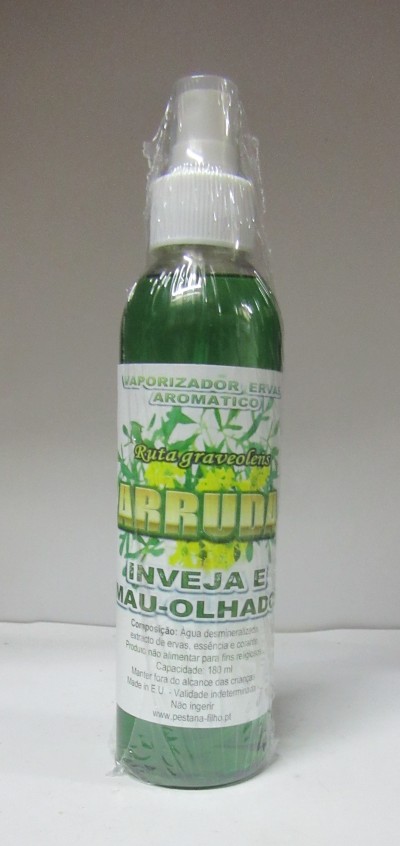 VAPORIZADOR ERVAS
AROMATICO
Ruta graveolens
ARRUDA
INVEJA E
MAU-OLHADO
Composição: Água desmineralizada,
extracto de ervas, essência e corante.
Produto não alimentar para fins religiosos.
Capacidade: 180 ml
Manter fora do alcance das crianças
Made in E.U. - Validade indeterminada
Não ingerir
www.pestana-filho.pt